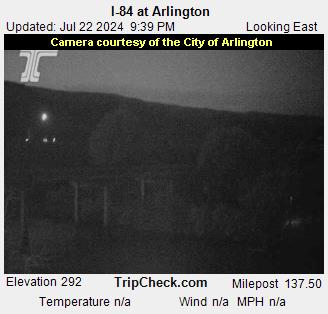 I-84 at Arlington
Updated: Jul 22 2024 9:39 PM Looking East
Camera courtesy of the City of Arlington
Elevation 292 TripCheck.com Milepost 137.50
Temperature n/a Wind n/a MPH n/a